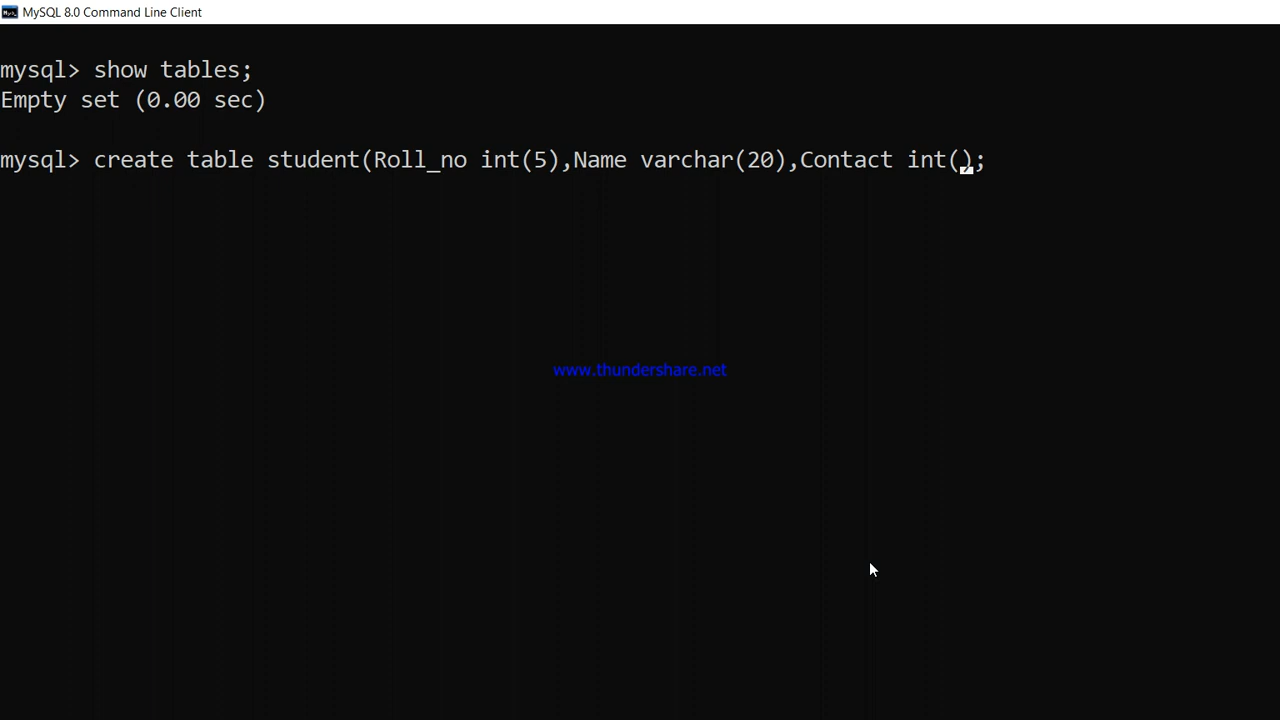 MySQL 8.0 Command Line Client
mysql> show tables;
Empty set (0.00 sec)
mysql> create table student(Roll_no int(5),Name varchar(20),Contact int();
www.thundershare.net